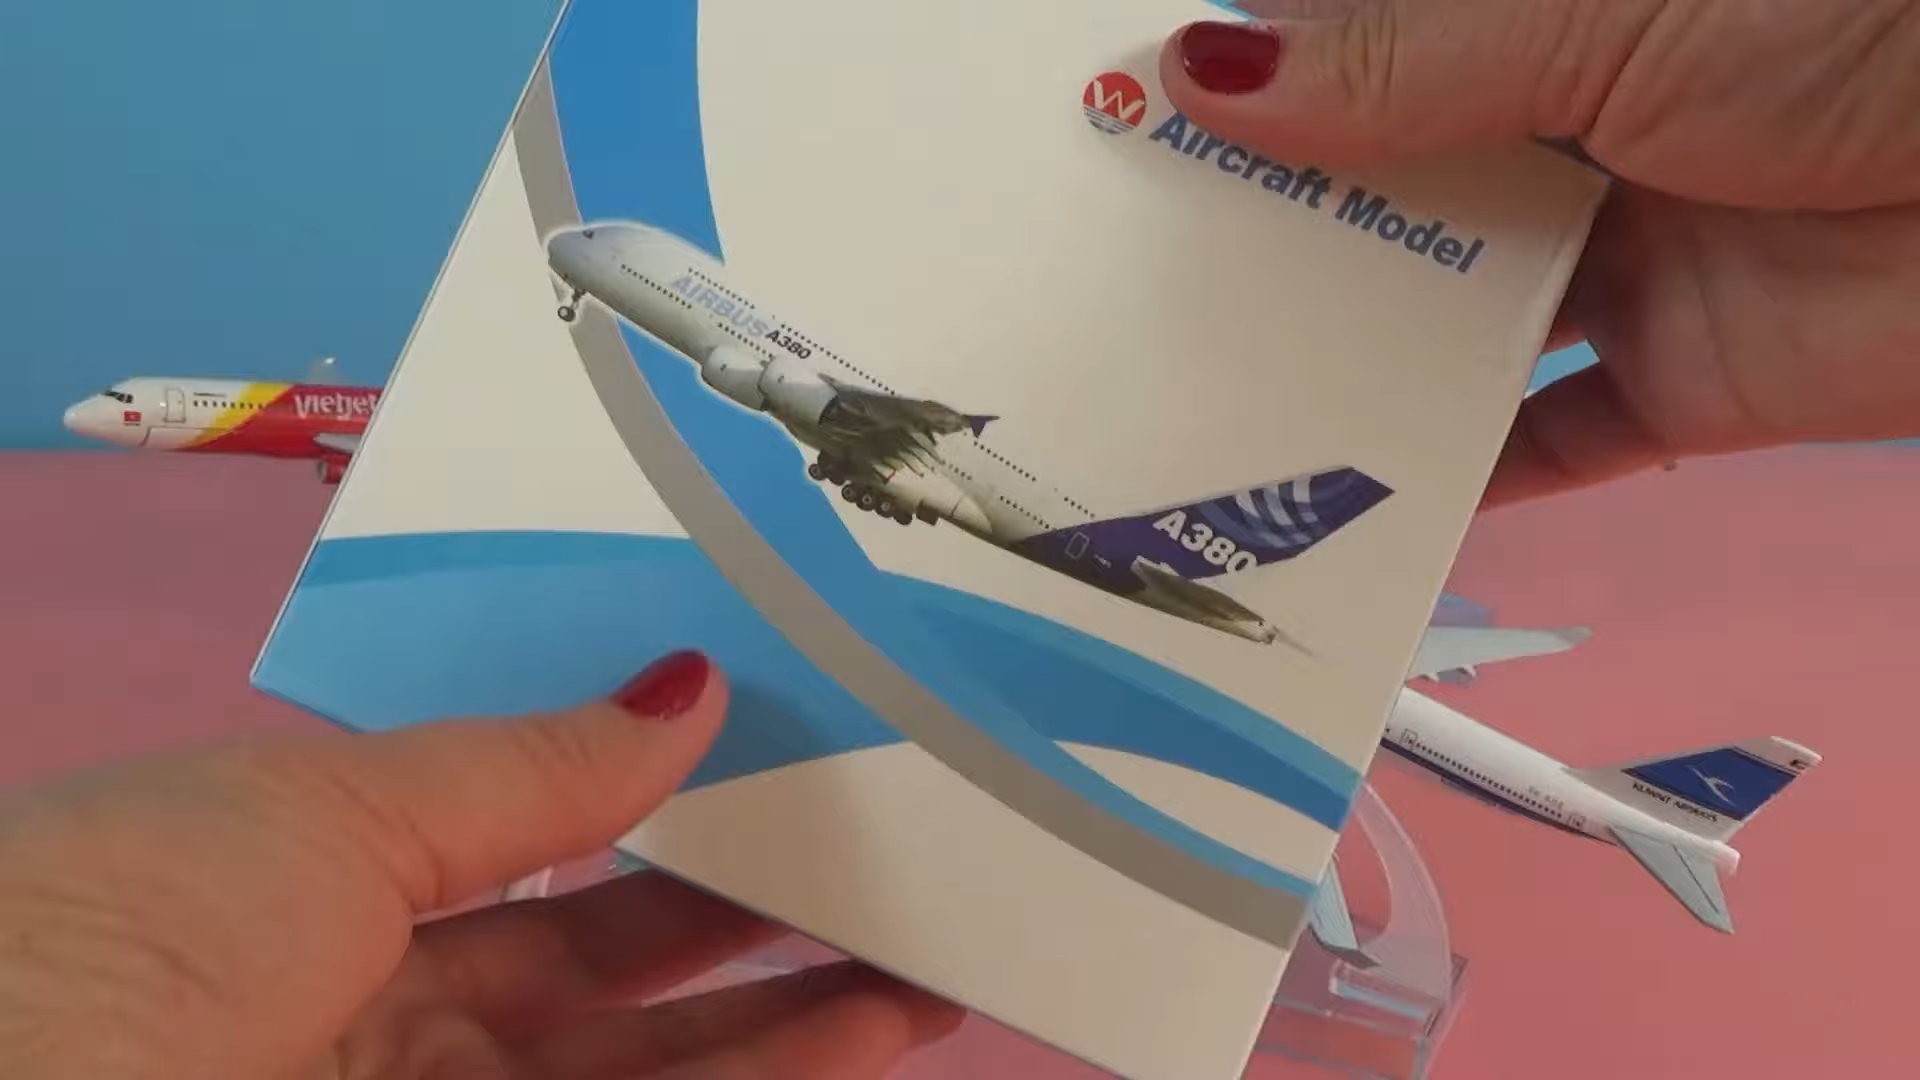 W
Aircraft Model
AIRBUS A380
A380
vietjet
KUWAIT AIRWAYS